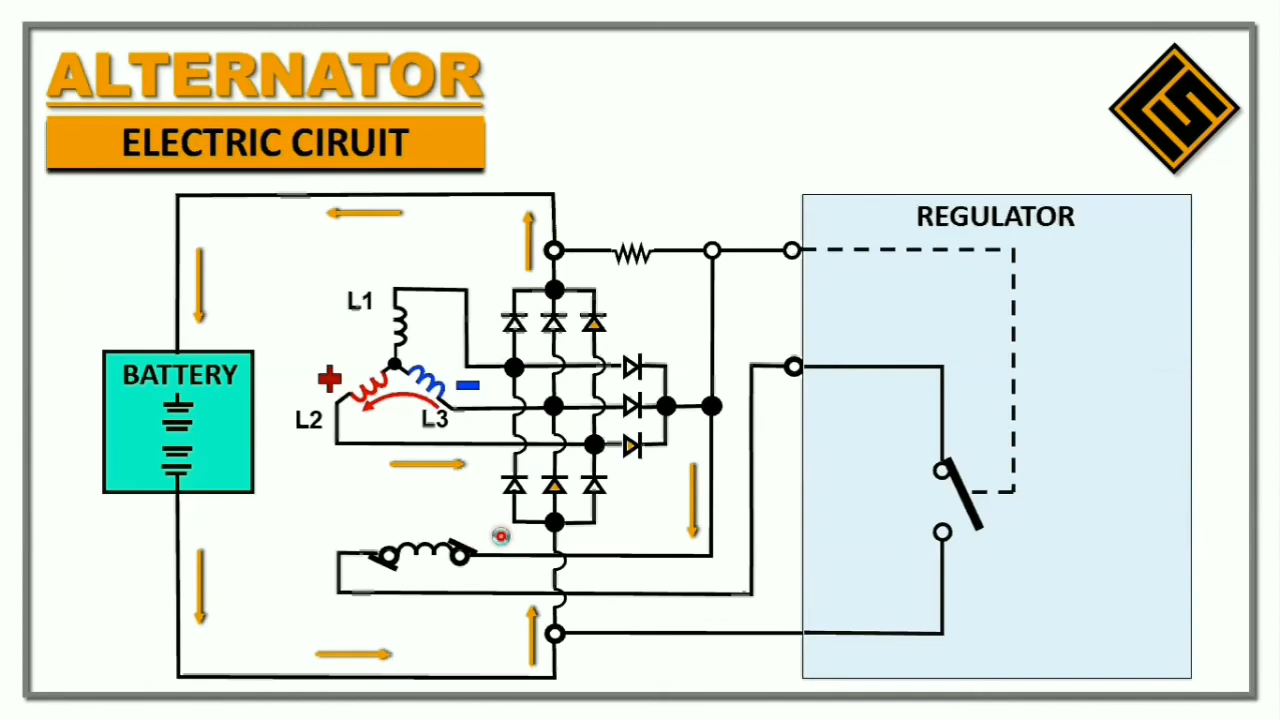 ALTERNATOR
ELECTRIC CIRUIT
REGULATOR
L1
BATTERY
+
-
L2
L3